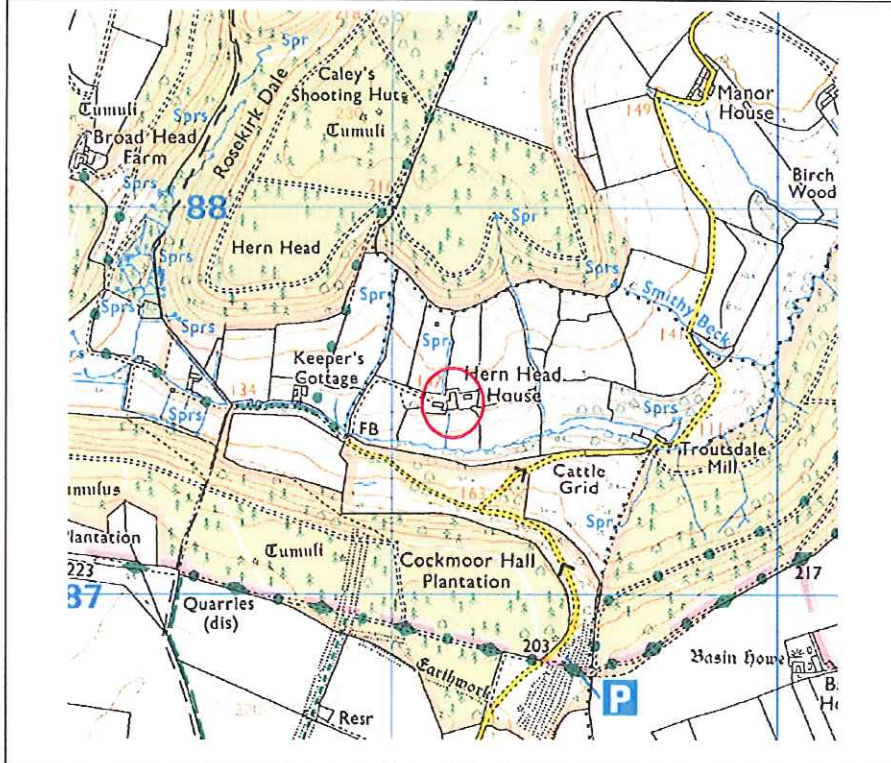 218
Spr
Caley's
Shooting Huts
230
Tumuli
Rosekirk Dale
Sprs
Tumuli
Broad Head
Farm
Sprs
210
149
Manor
House
Birch
Wood
88
Hern Head
Spr
Sprs
Smithy Beck
Spr
Sprs
141
Spr
Keeper's
Cottage
134
Hern Head
House
Sprs
FB
Sprs
111
Troutsdale
Mill
Cattle
Grid
163
Spr
umulus
Plantation
Tumuli
Cockmoor Hall
Plantation
223
217
87
Quarries
(dis)
203
Earthwork
Basin Howe
P
220
Resr